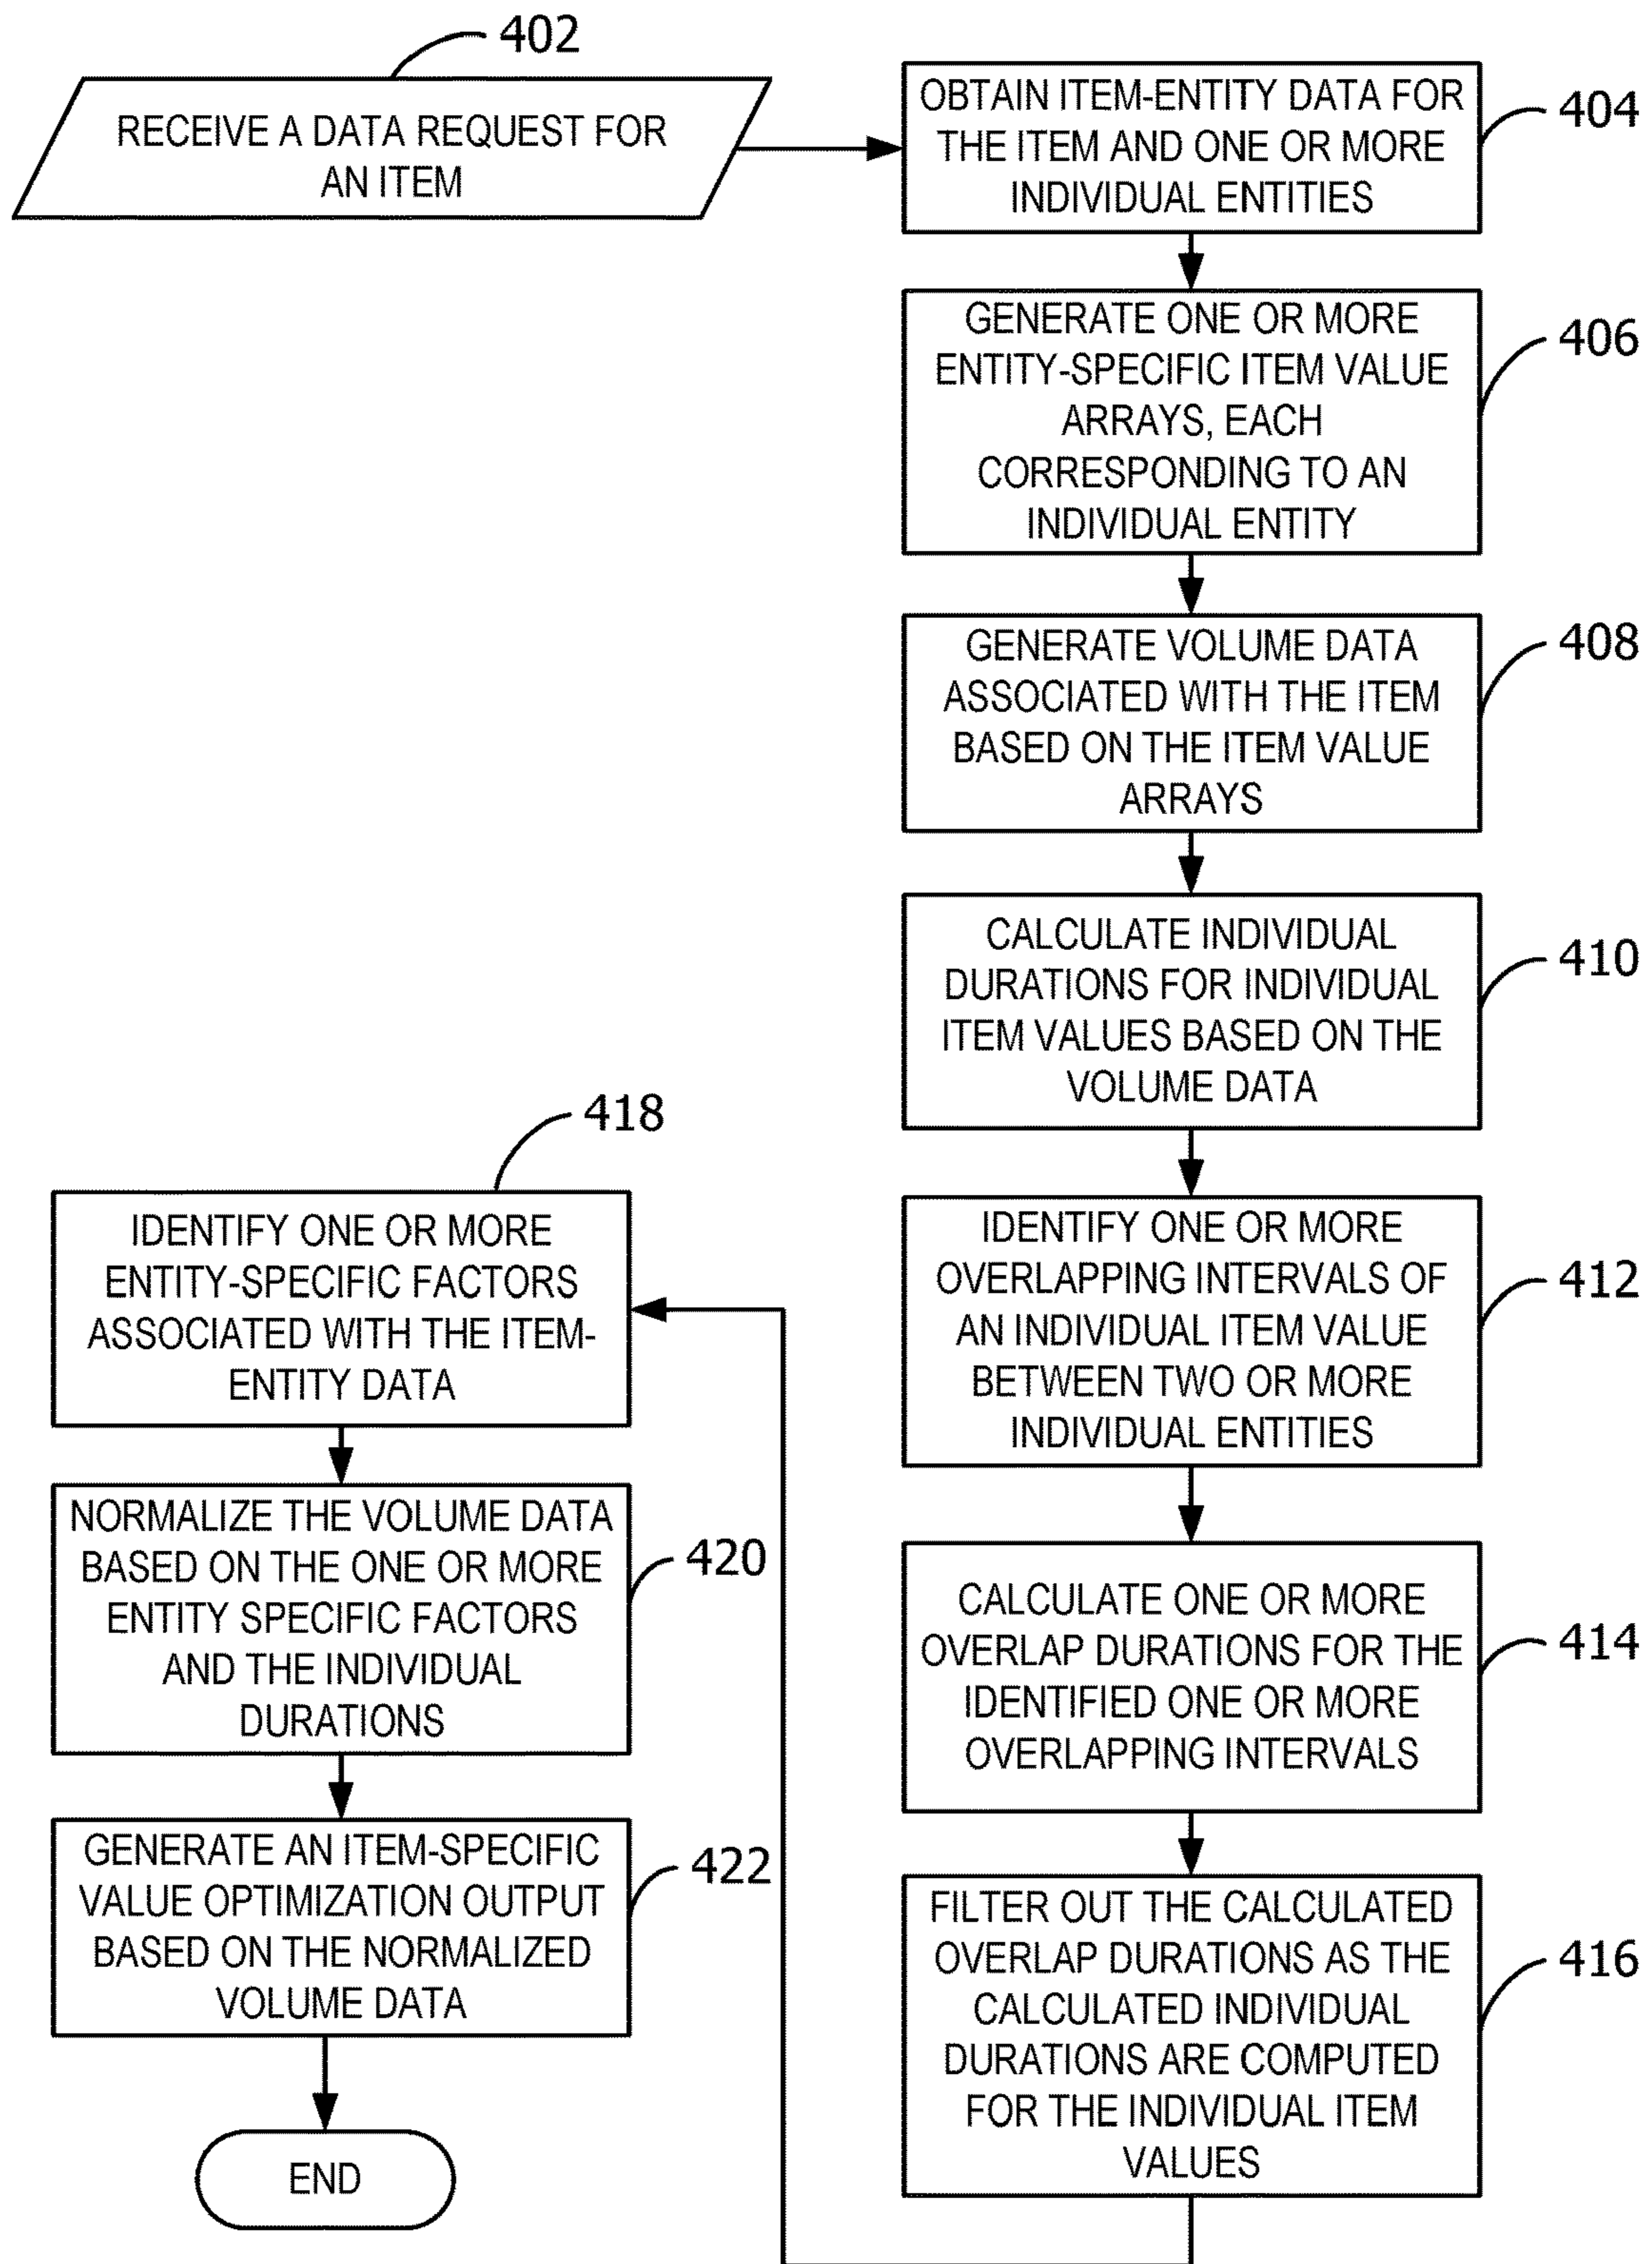 402
RECEIVE A DATA REQUEST FOR
AN ITEM
OBTAIN ITEM-ENTITY DATA FOR
THE ITEM AND ONE OR MORE
INDIVIDUAL ENTITIES
404
GENERATE ONE OR MORE
ENTITY-SPECIFIC ITEM VALUE
ARRAYS, EACH
CORRESPONDING TO AN
INDIVIDUAL ENTITY
406
GENERATE VOLUME DATA
ASSOCIATED WITH THE ITEM
BASED ON THE ITEM VALUE
ARRAYS
408
CALCULATE INDIVIDUAL
DURATIONS FOR INDIVIDUAL
ITEM VALUES BASED ON THE
VOLUME DATA
410
IDENTIFY ONE OR MORE
OVERLAPPING INTERVALS OF
AN INDIVIDUAL ITEM VALUE
BETWEEN TWO OR MORE
INDIVIDUAL ENTITIES
412
CALCULATE ONE OR MORE
OVERLAP DURATIONS FOR THE
IDENTIFIED ONE OR MORE
OVERLAPPING INTERVALS
414
FILTER OUT THE CALCULATED
OVERLAP DURATIONS AS THE
CALCULATED INDIVIDUAL
DURATIONS ARE COMPUTED
FOR THE INDIVIDUAL ITEM
VALUES
416
418
IDENTIFY ONE OR MORE
ENTITY-SPECIFIC FACTORS
ASSOCIATED WITH THE ITEM-
ENTITY DATA
NORMALIZE THE VOLUME DATA
BASED ON THE ONE OR MORE
ENTITY SPECIFIC FACTORS
AND THE INDIVIDUAL
DURATIONS
420
GENERATE AN ITEM-SPECIFIC
VALUE OPTIMIZATION OUTPUT
BASED ON THE NORMALIZED
VOLUME DATA
422
END